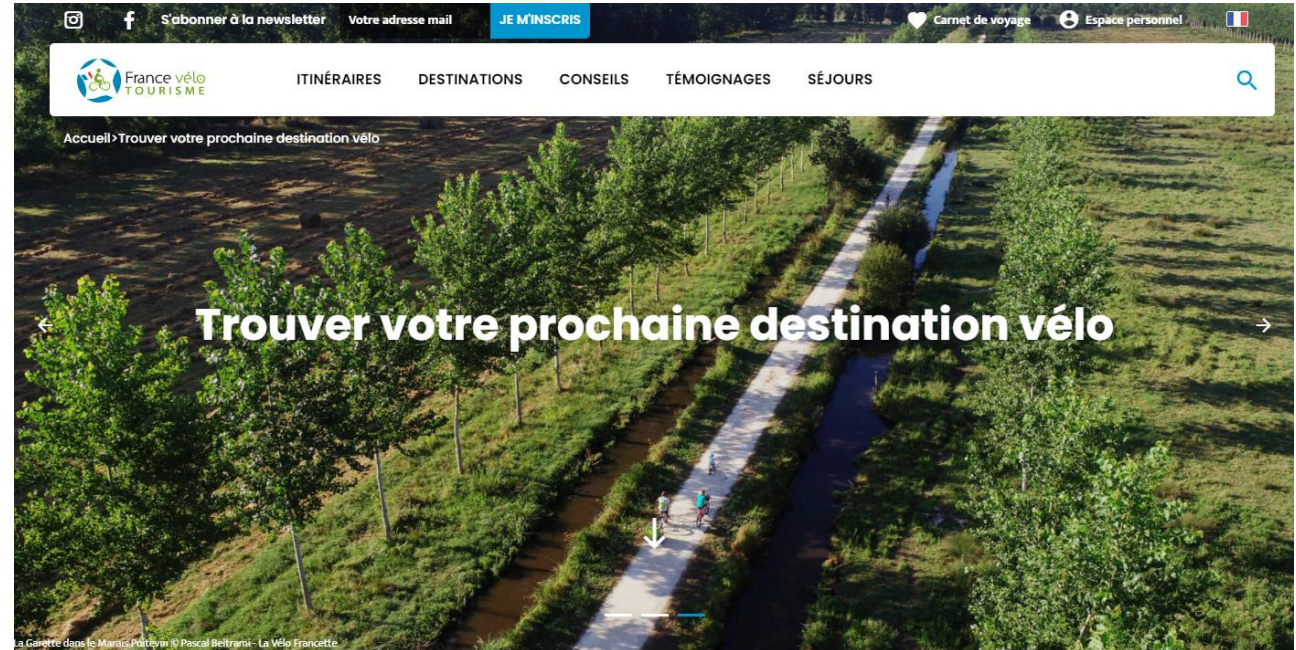 S'abonner à la newsletter Votre adresse mail JE M'INSCRIS Carnet de voyage Espace personnel
France vélo
TOURISME
ITINÉRAIRES DESTINATIONS CONSEILS TÉMOIGNAGES SÉJOURS
Accueil>Trouver votre prochaine destination vélo
Trouver votre prochaine destination vélo
La Garette dans le Marais Poitevin © Pascal Beltrami - La Vélo Francette